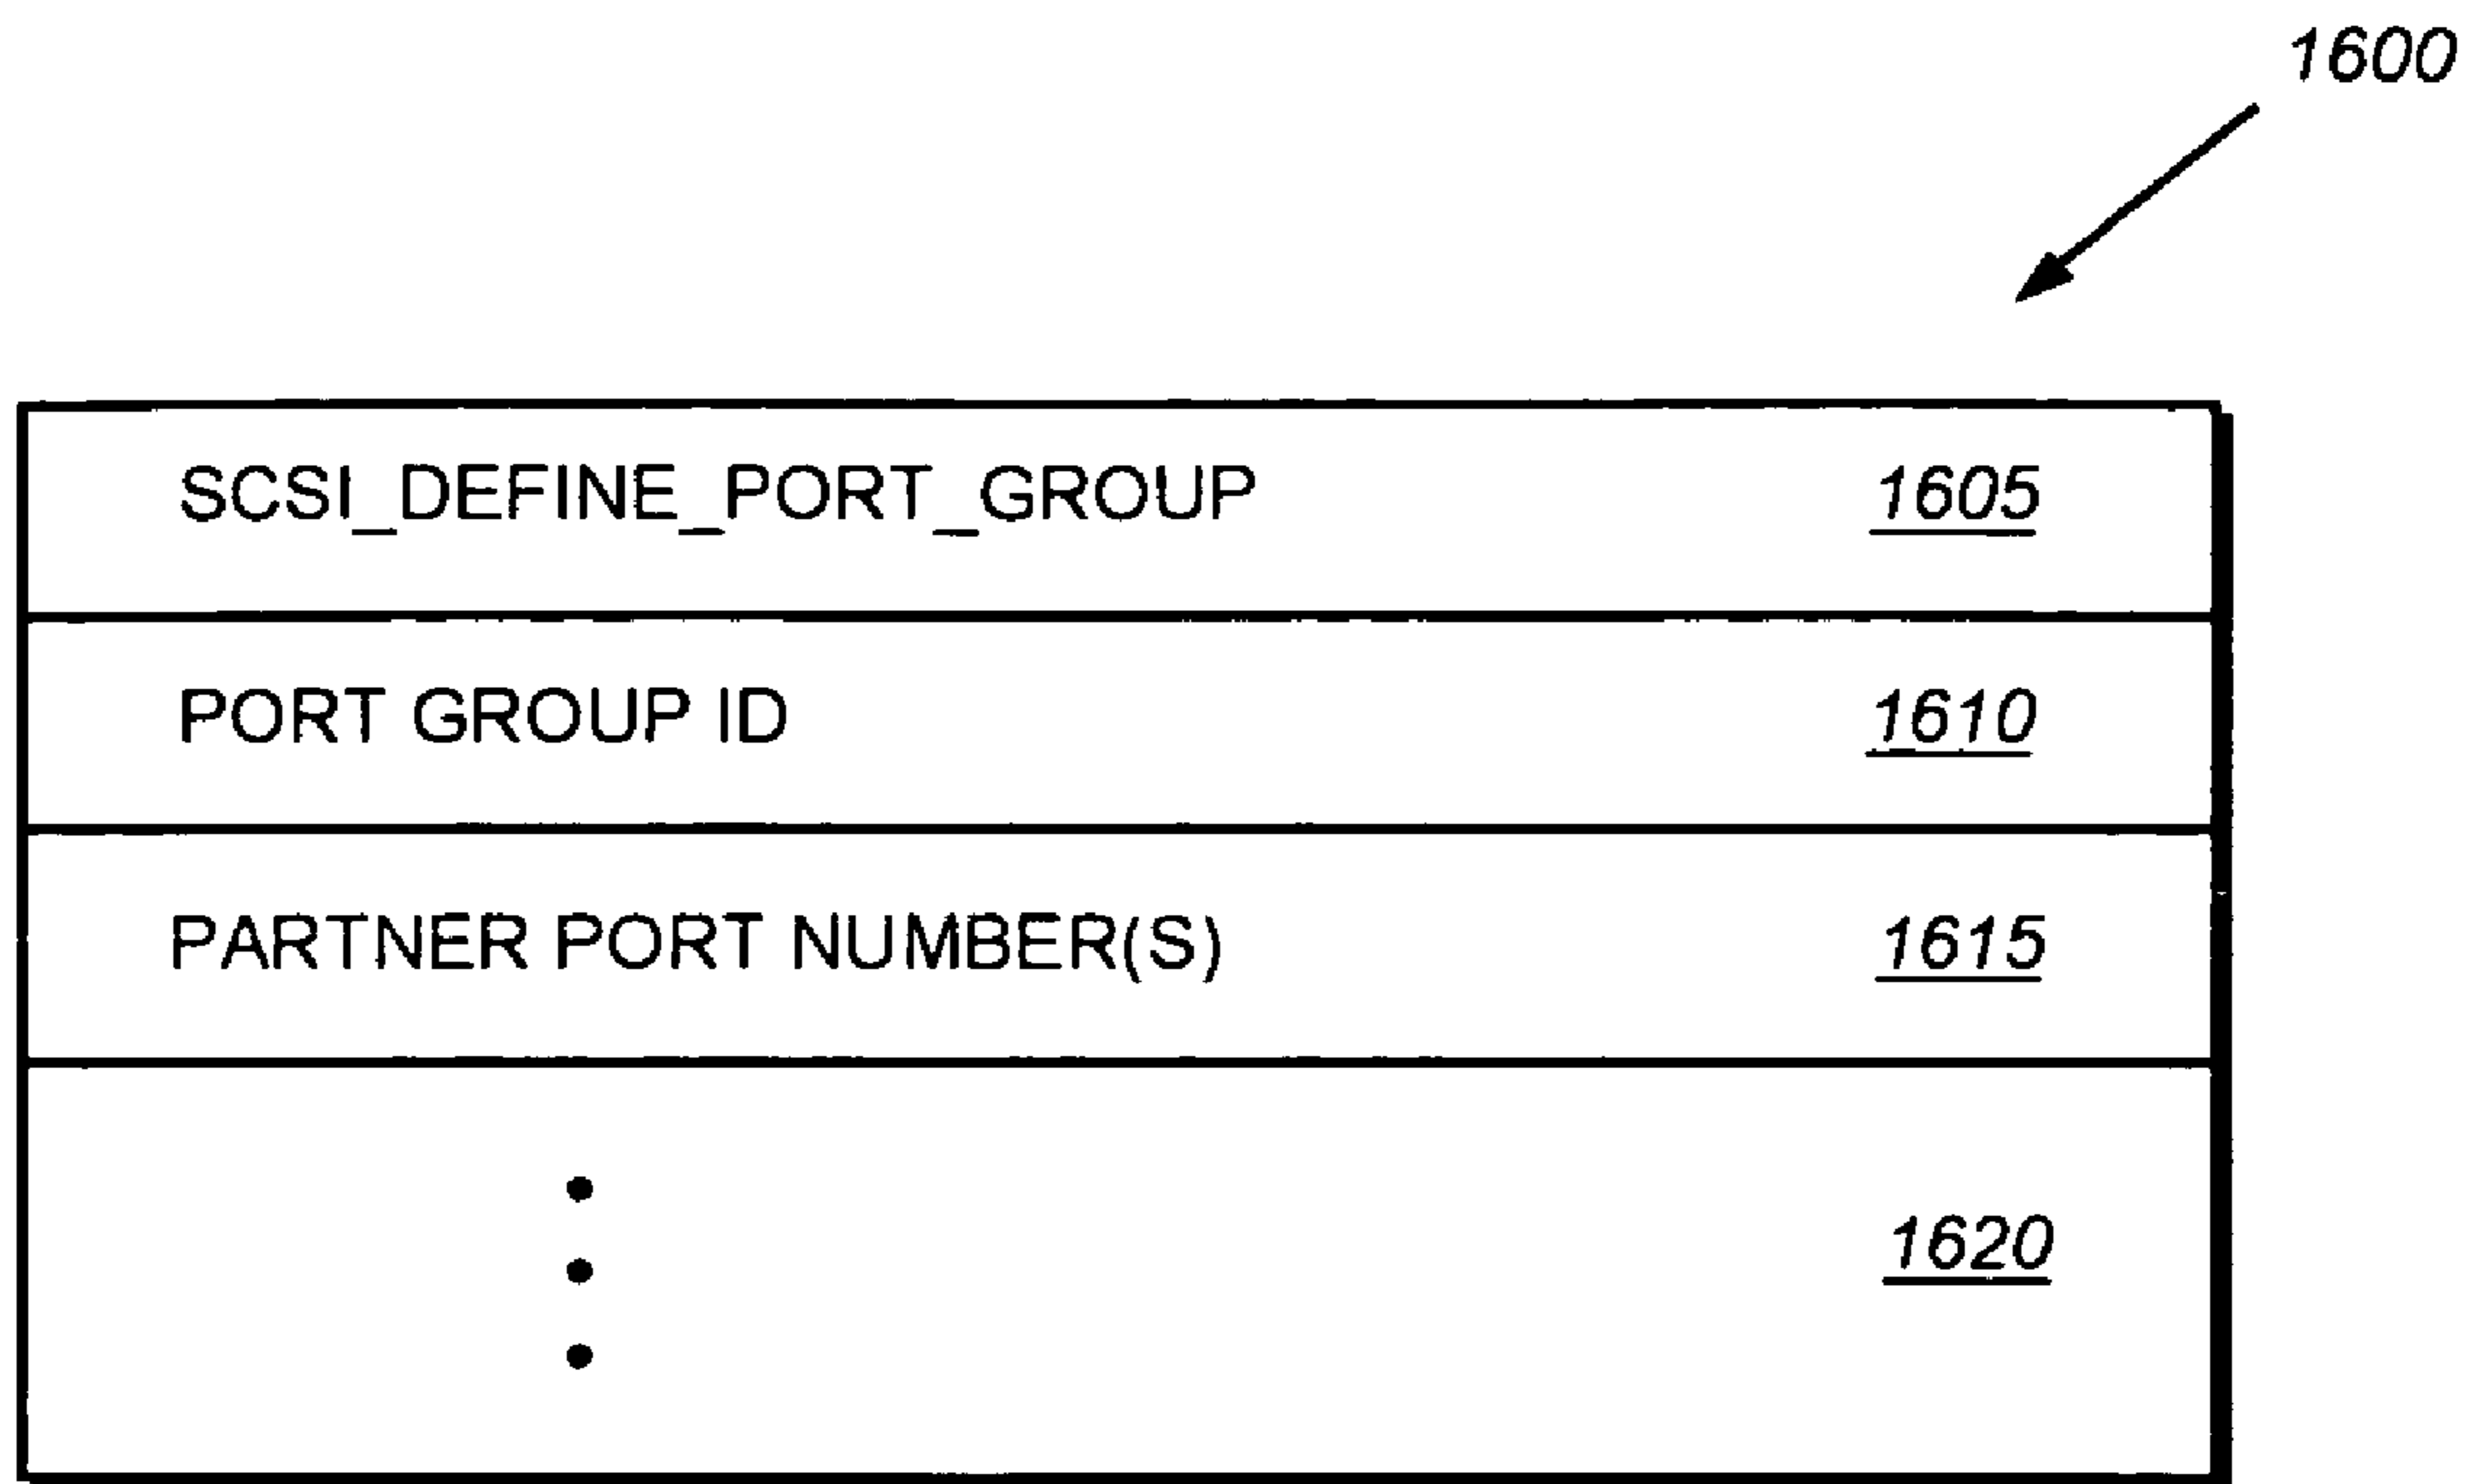 1600
SCSI_DEFINE_PORT_GROUP 1605
PORT GROUP ID 1610
PARTNER PORT NUMBER(S) 1615
1620